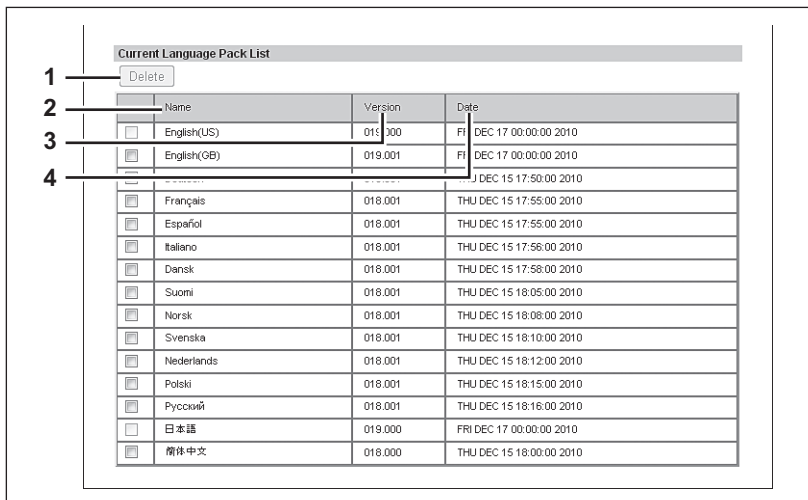 Current Language Pack List
1 Delete
2 Name Version Date
English(US) 019.000 FRI DEC 17 00:00:00 2010
3
English(GB) 019.001 FRI DEC 17 00:00:00 2010
4 THU DEC 15 17:50:00 2010
Français 018.001 THU DEC 15 17:55:00 2010
Español 018.001 THU DEC 15 17:55:00 2010
Italiano 018.001 THU DEC 15 17:56:00 2010
Dansk 018.001 THU DEC 15 17:58:00 2010
Suomi 018.001 THU DEC 15 18:05:00 2010
Norsk 018.001 THU DEC 15 18:08:00 2010
Svenska 018.001 THU DEC 15 18:10:00 2010
Nederlands 018.001 THU DEC 15 18:12:00 2010
Polski 018.001 THU DEC 15 18:15:00 2010
Русский 018.001 THU DEC 15 18:16:00 2010
日本語 019.000 FRI DEC 17 00:00:00 2010
簡体中文 018.000 THU DEC 15 18:00:00 2010